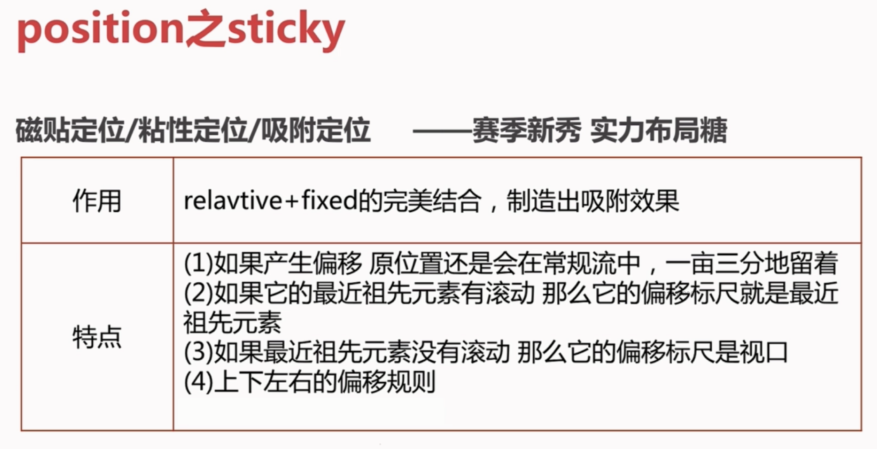 position之sticky
磁贴定位/粘性定位/吸附定位 ——赛季新秀 实力布局糖
作用
relavtive+fixed的完美结合，制造出吸附效果
特点
(1)如果产生偏移 原位置还是会在常规流中，一亩三分地留着
(2)如果它的最近祖先元素有滚动 那么它的偏移标尺就是最近
祖先元素
(3)如果最近祖先元素没有滚动 那么它的偏移标尺是视口
(4)上下左右的偏移规则